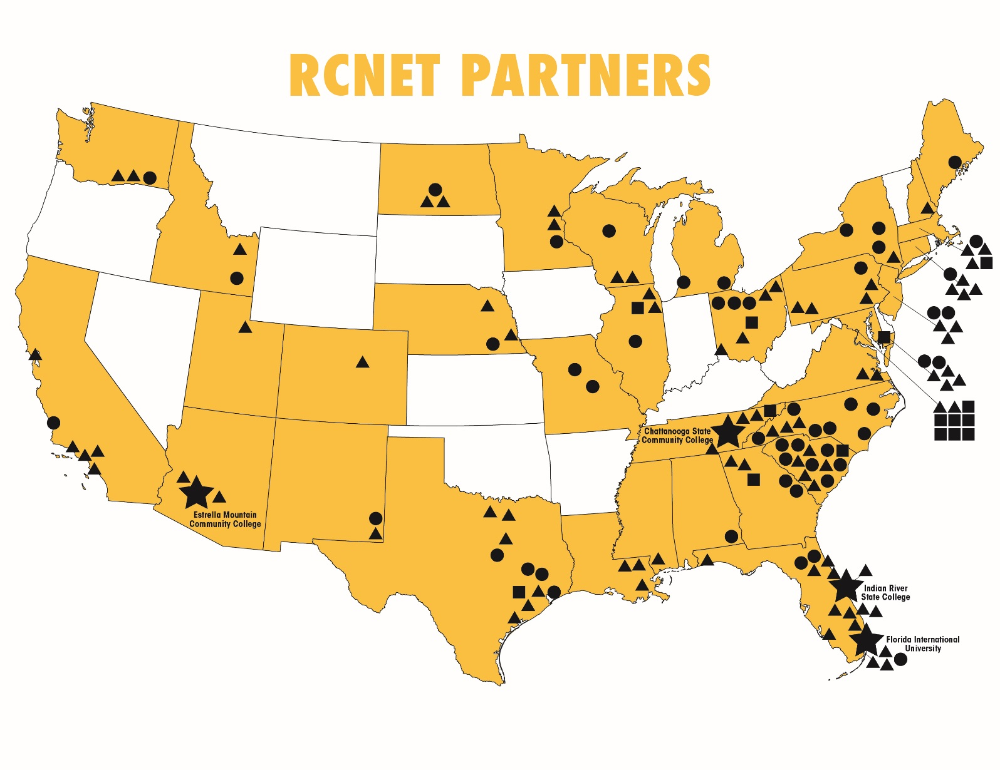 RCNET PARTNERS
Chattanooga State
Community College
Estrella Mountain
Community College
Indian River
State College
Florida International
University